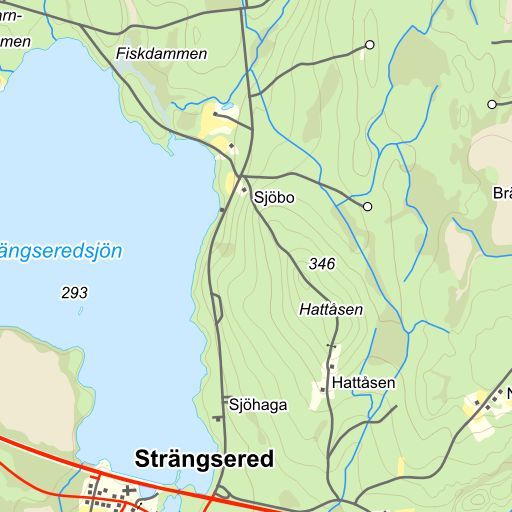 Fiskdammen
Sjöbo
ängseredsjön
346
293
Hattåsen
Hattåsen
Sjöhaga
Strängsered